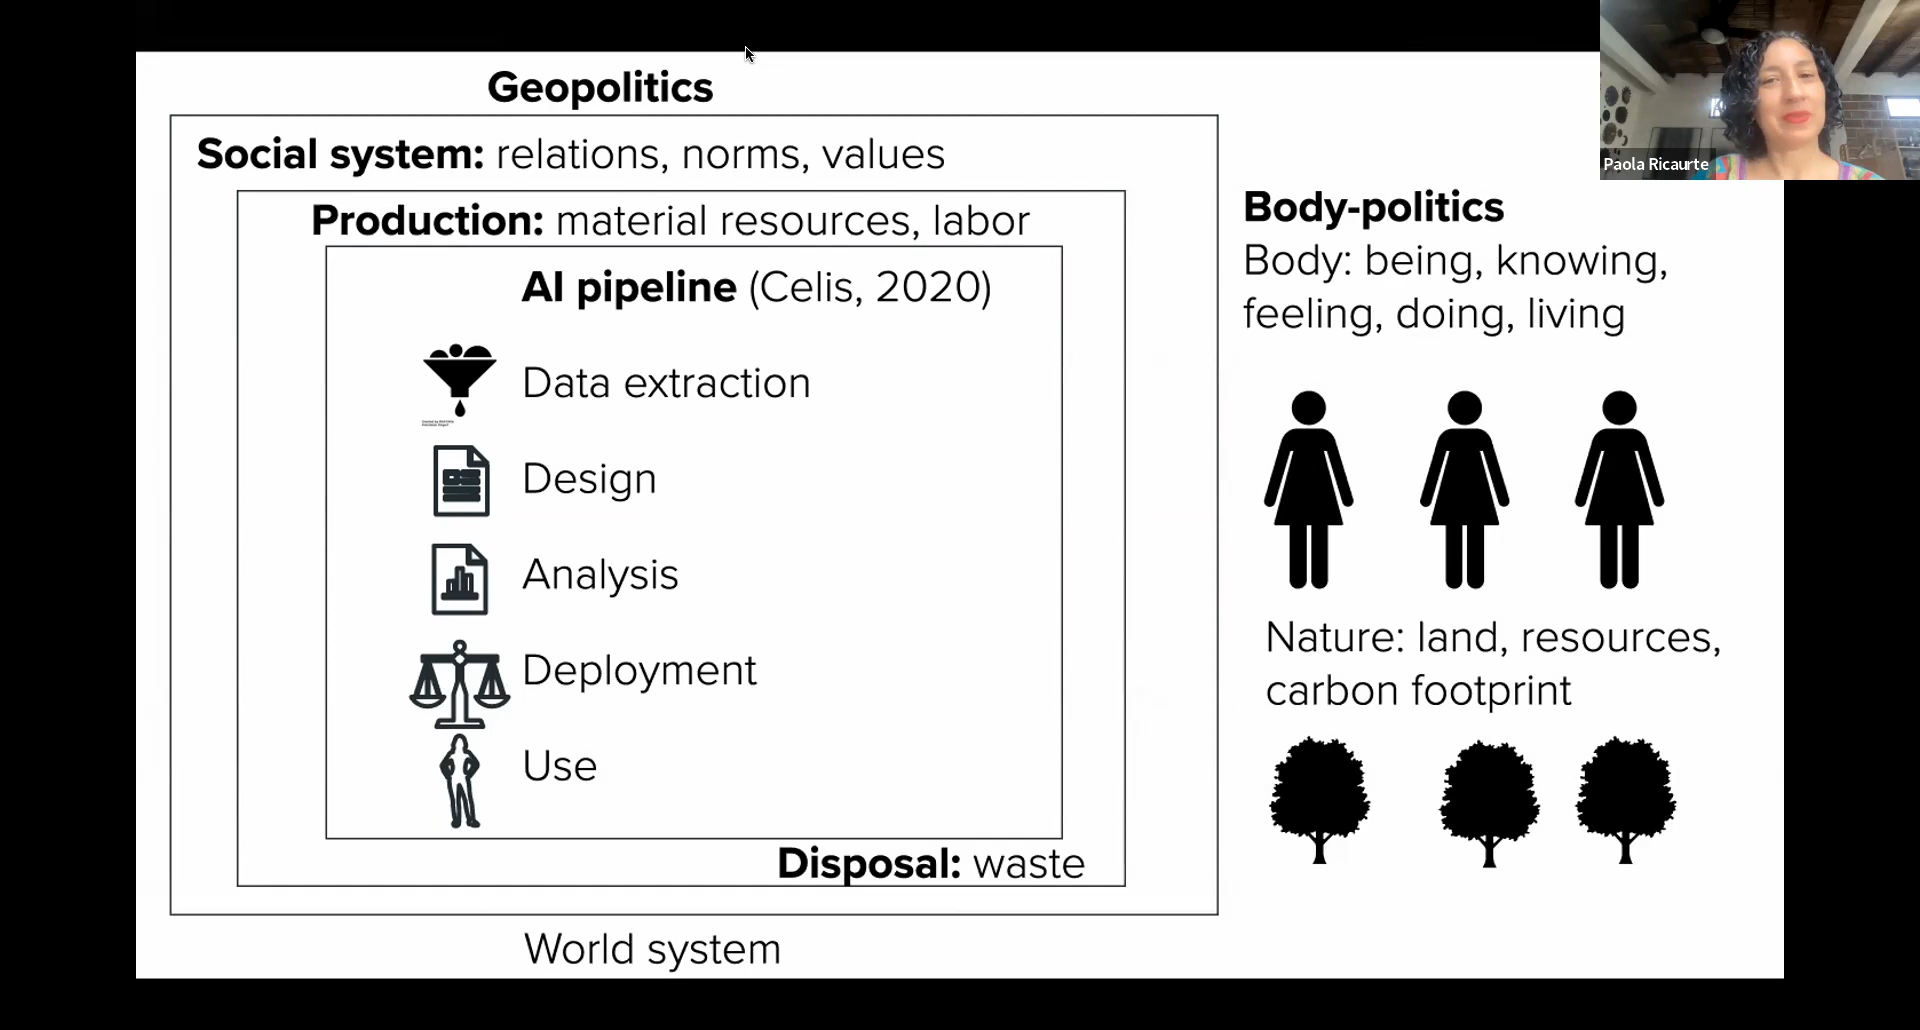 Geopolitics
Social system: relations, norms, values
Production: material resources, labor
AI pipeline (Celis, 2020)
Data extraction
Design
Analysis
Deployment
Use
Disposal: waste
World system
Body-politics
Body: being, knowing,
feeling, doing, living
Nature: land, resources,
carbon footprint
Paola Ricaurte